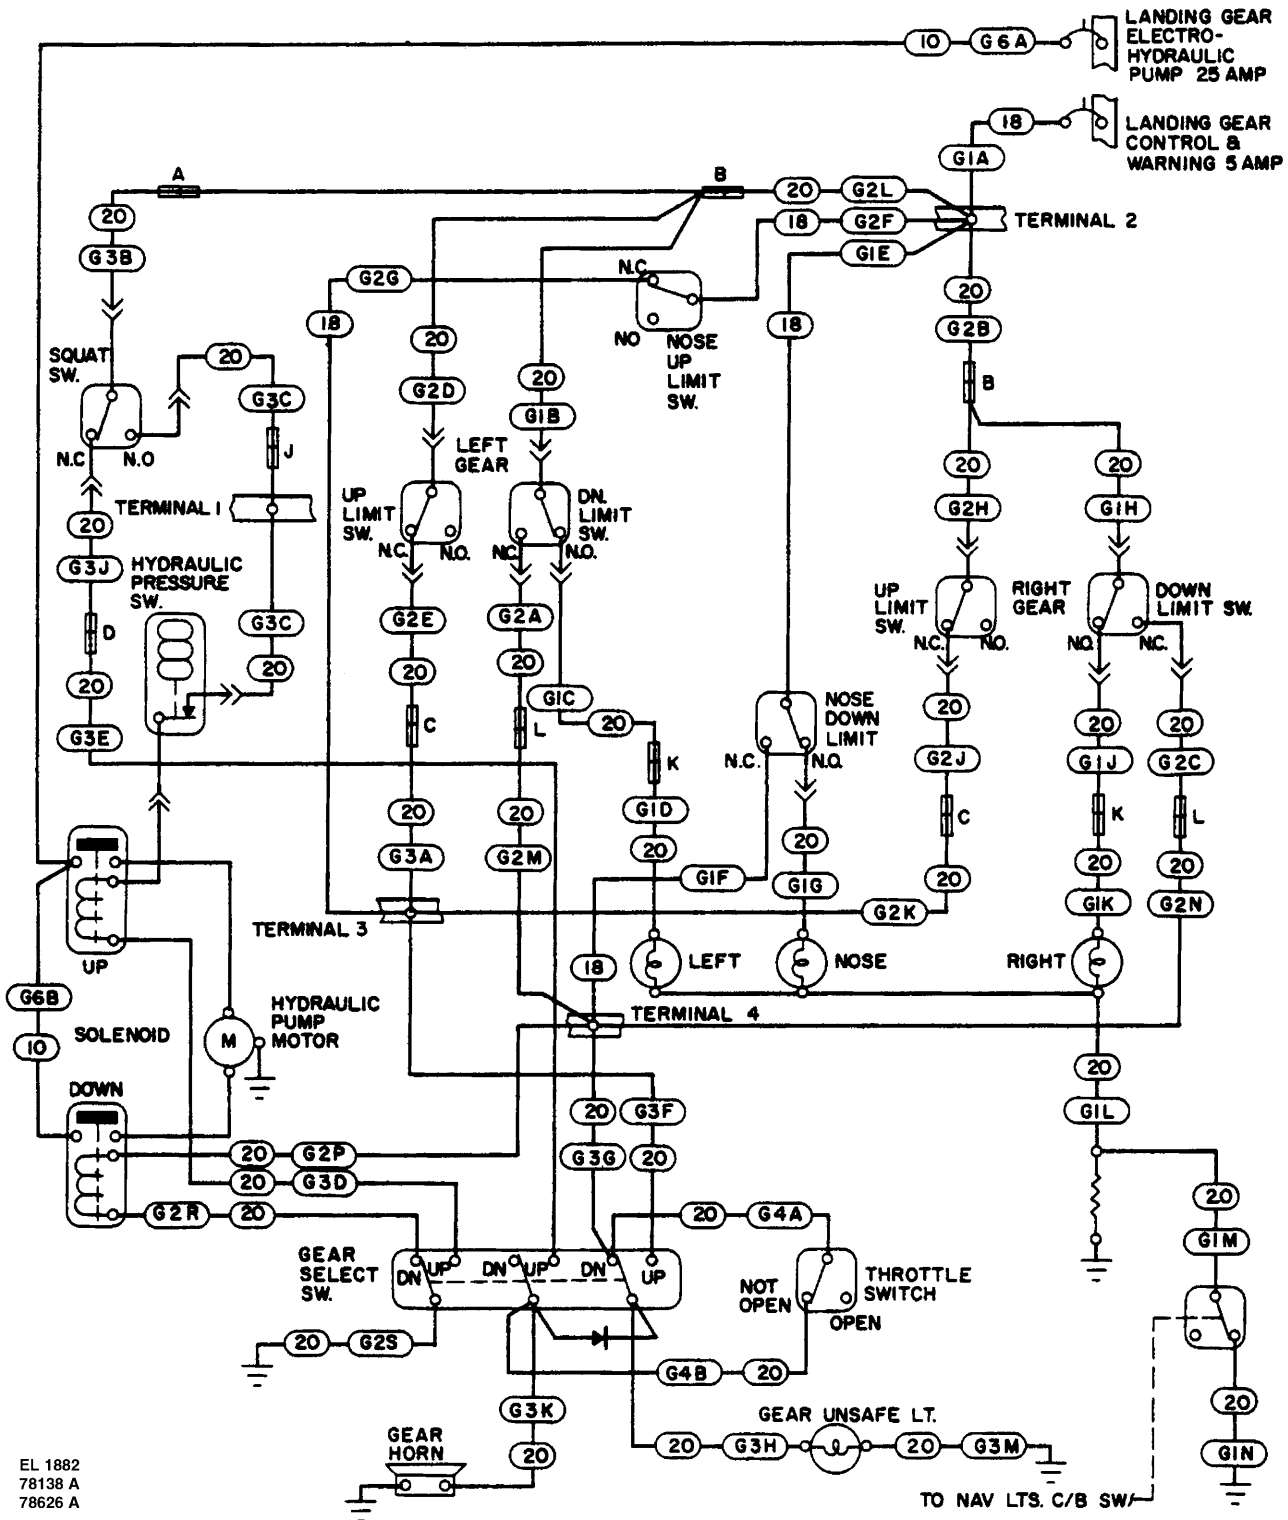 LANDING GEAR
ELECTRO-
HYDRAULIC
PUMP 25 AMP
10
G6A
LANDING GEAR
CONTROL &
WARNING 5 AMP
18
G1A
A
B
20
G2L
20
18
G2F
TERMINAL 2
G3B
G1E
N.C.
G2G
20
18
18
G2B
NO
NOSE
UP
LIMIT
SW.
20
SQUAT
SW.
20
G2D
20
B
G3C
G1B
J
N.C
N.O
LEFT
GEAR
20
20
TERMINAL 1
UP
LIMIT
SW.
DN.
LIMIT
SW.
G2H
G1H
20
N.C.
N.O.
N.C.
N.O.
G3J
HYDRAULIC
PRESSURE
SW.
UP
LIMIT
SW.
RIGHT
GEAR
DOWN
LIMIT SW.
D
G3C
G2E
G2A
N.C.
N.O.
N.O.
N.C.
20
20
20
20
G1C
20
G3E
C
L
20
NOSE
DOWN
LIMIT
20
20
20
K
N.C.
N.O.
G2J
G1J
G2C
20
20
G1D
C
K
L
G3A
G2M
20
20
G1F
G1G
20
20
20
TERMINAL 3
G2K
G1K
G2N
UP
18
LEFT
NOSE
RIGHT
G6B
HYDRAULIC
PUMP
MOTOR
TERMINAL 4
10
SOLENOID
M
20
DOWN
20
G3F
G1L
20
G2P
G3G
20
20
G3D
20
G2R
20
20
G4A
G1M
GEAR
SELECT
SW.
DN
UP
DN
UP
DN
UP
NOT
OPEN
THROTTLE
SWITCH
OPEN
20
G2S
G4B
20
20
G3K
GEAR UNSAFE LT.
GEAR
HORN
20
20
G3H
20
G3M
G1N
TO NAV LTS. C/B SW.
EL 1882
78138 A
78626 A